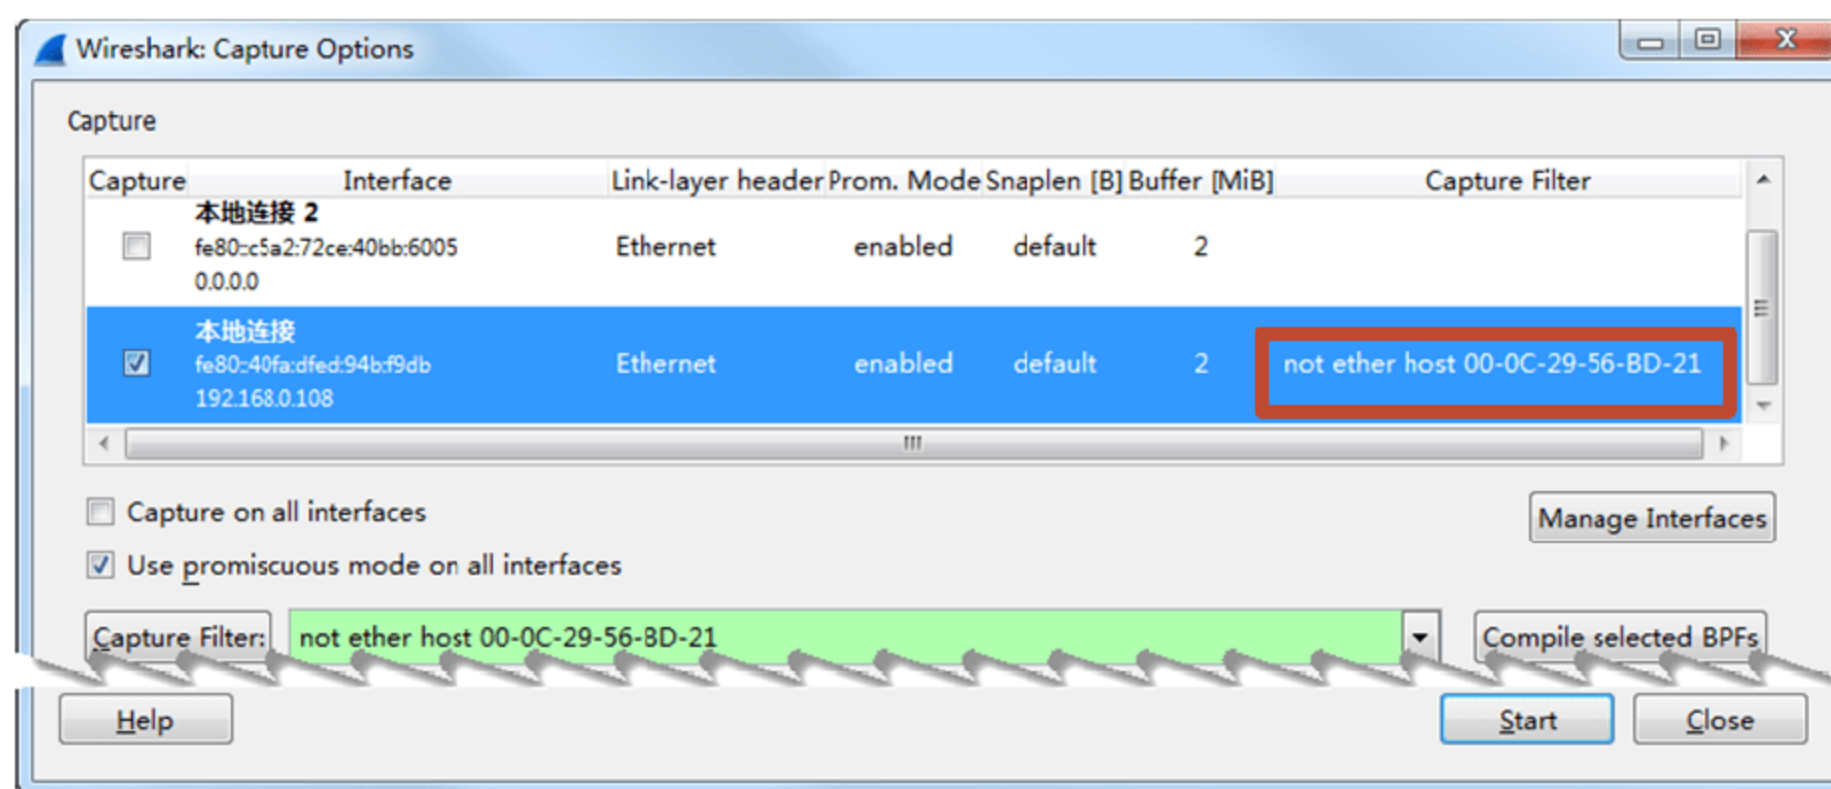 Wireshark: Capture Options
Capture
Capture Interface Link-layer header Prom. Mode Snaplen [B] Buffer [MiB] Capture Filter
本地连接 2
fe80::c5a2:72ce:40bb:6005 Ethernet enabled default 2
0.0.0.0
本地连接
fe80::40fa:dfed:94b:f9db Ethernet enabled default 2 not ether host 00-0C-29-56-BD-21
192.168.0.108
Capture on all interfaces
Manage Interfaces
Use promiscuous mode on all interfaces
Capture Filter: not ether host 00-0C-29-56-BD-21 Compile selected BPFs
Help Start Close